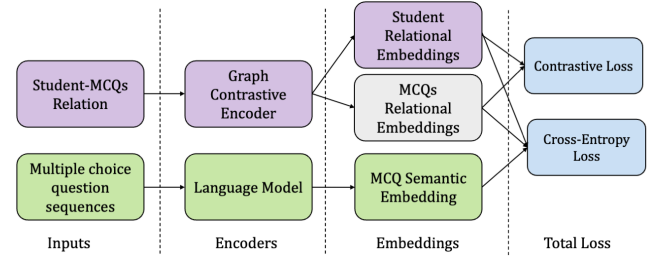 Student-MCQs
Relation
Graph
Contrastive
Encoder
Student
Relational
Embeddings
MCQs
Relational
Embeddings
Contrastive Loss
Cross-Entropy
Loss
Multiple choice
question
sequences
Language Model
MCQ Semantic
Embedding
Inputs
Encoders
Embeddings
Total Loss